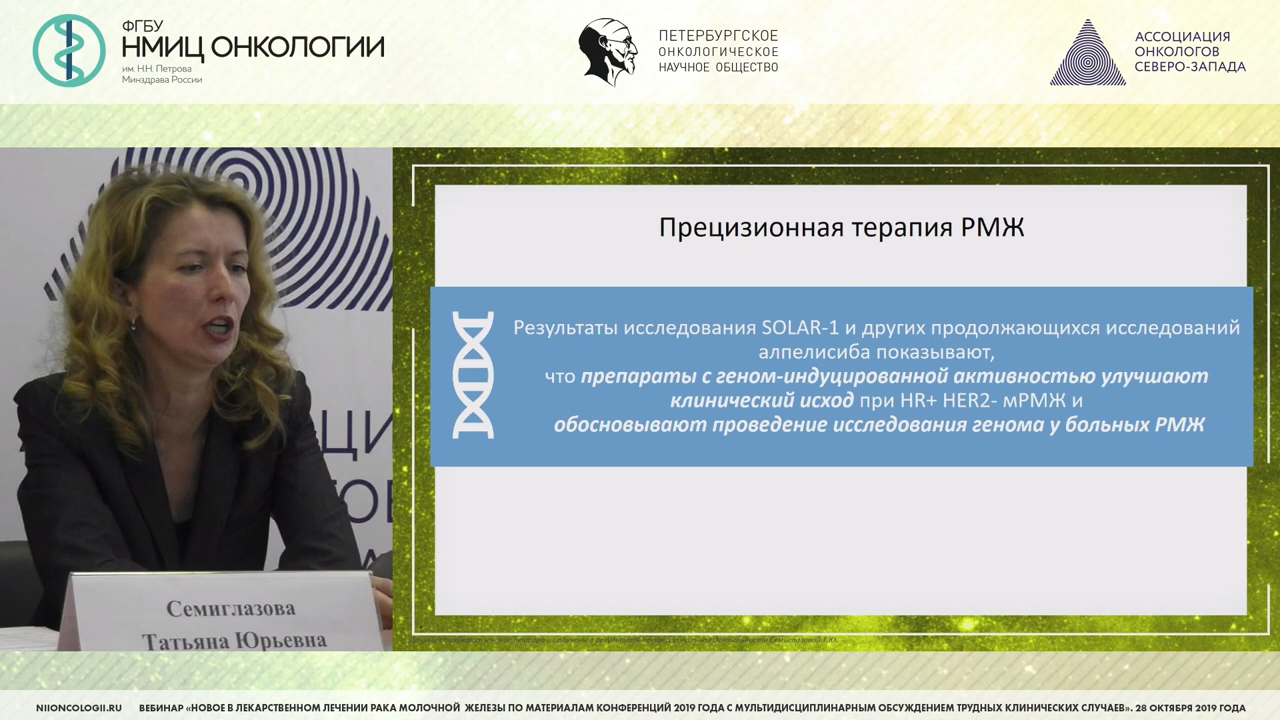 ФГБУ
НМИЦ ОНКОЛОГИИ
им. Н.Н. Петрова
Минздрава России
ПЕТЕРБУРГСКОЕ
ОНКОЛОГИЧЕСКОЕ
НАУЧНОЕ ОБЩЕСТВО
АССОЦИАЦИЯ
ОНКОЛОГОВ
СЕВЕРО-ЗАПАДА
Семиглазова
Татьяна Юрьевна
Прецизионная терапия РМЖ
Результаты исследования SOLAR-1 и других продолжающихся исследований
алпелисиба показывают,
что препараты с геном-индуцированной активностью улучшают
клинический исход при HR+ HER2- мРМЖ и
обосновывают проведение исследования генома у больных РМЖ
NIIONCOLOGII.RU ВЕБИНАР «НОВОЕ В ЛЕКАРСТВЕННОМ ЛЕЧЕНИИ РАКА МОЛОЧНОЙ ЖЕЛЕЗЫ ПО МАТЕРИАЛАМ КОНФЕРЕНЦИЙ 2019 ГОДА С МУЛЬТИДИСЦИПЛИНАРНЫМ ОБСУЖДЕНИЕМ ТРУДНЫХ КЛИНИЧЕСКИХ СЛУЧАЕВ». 28 ОКТЯБРЯ 2019 ГОДА